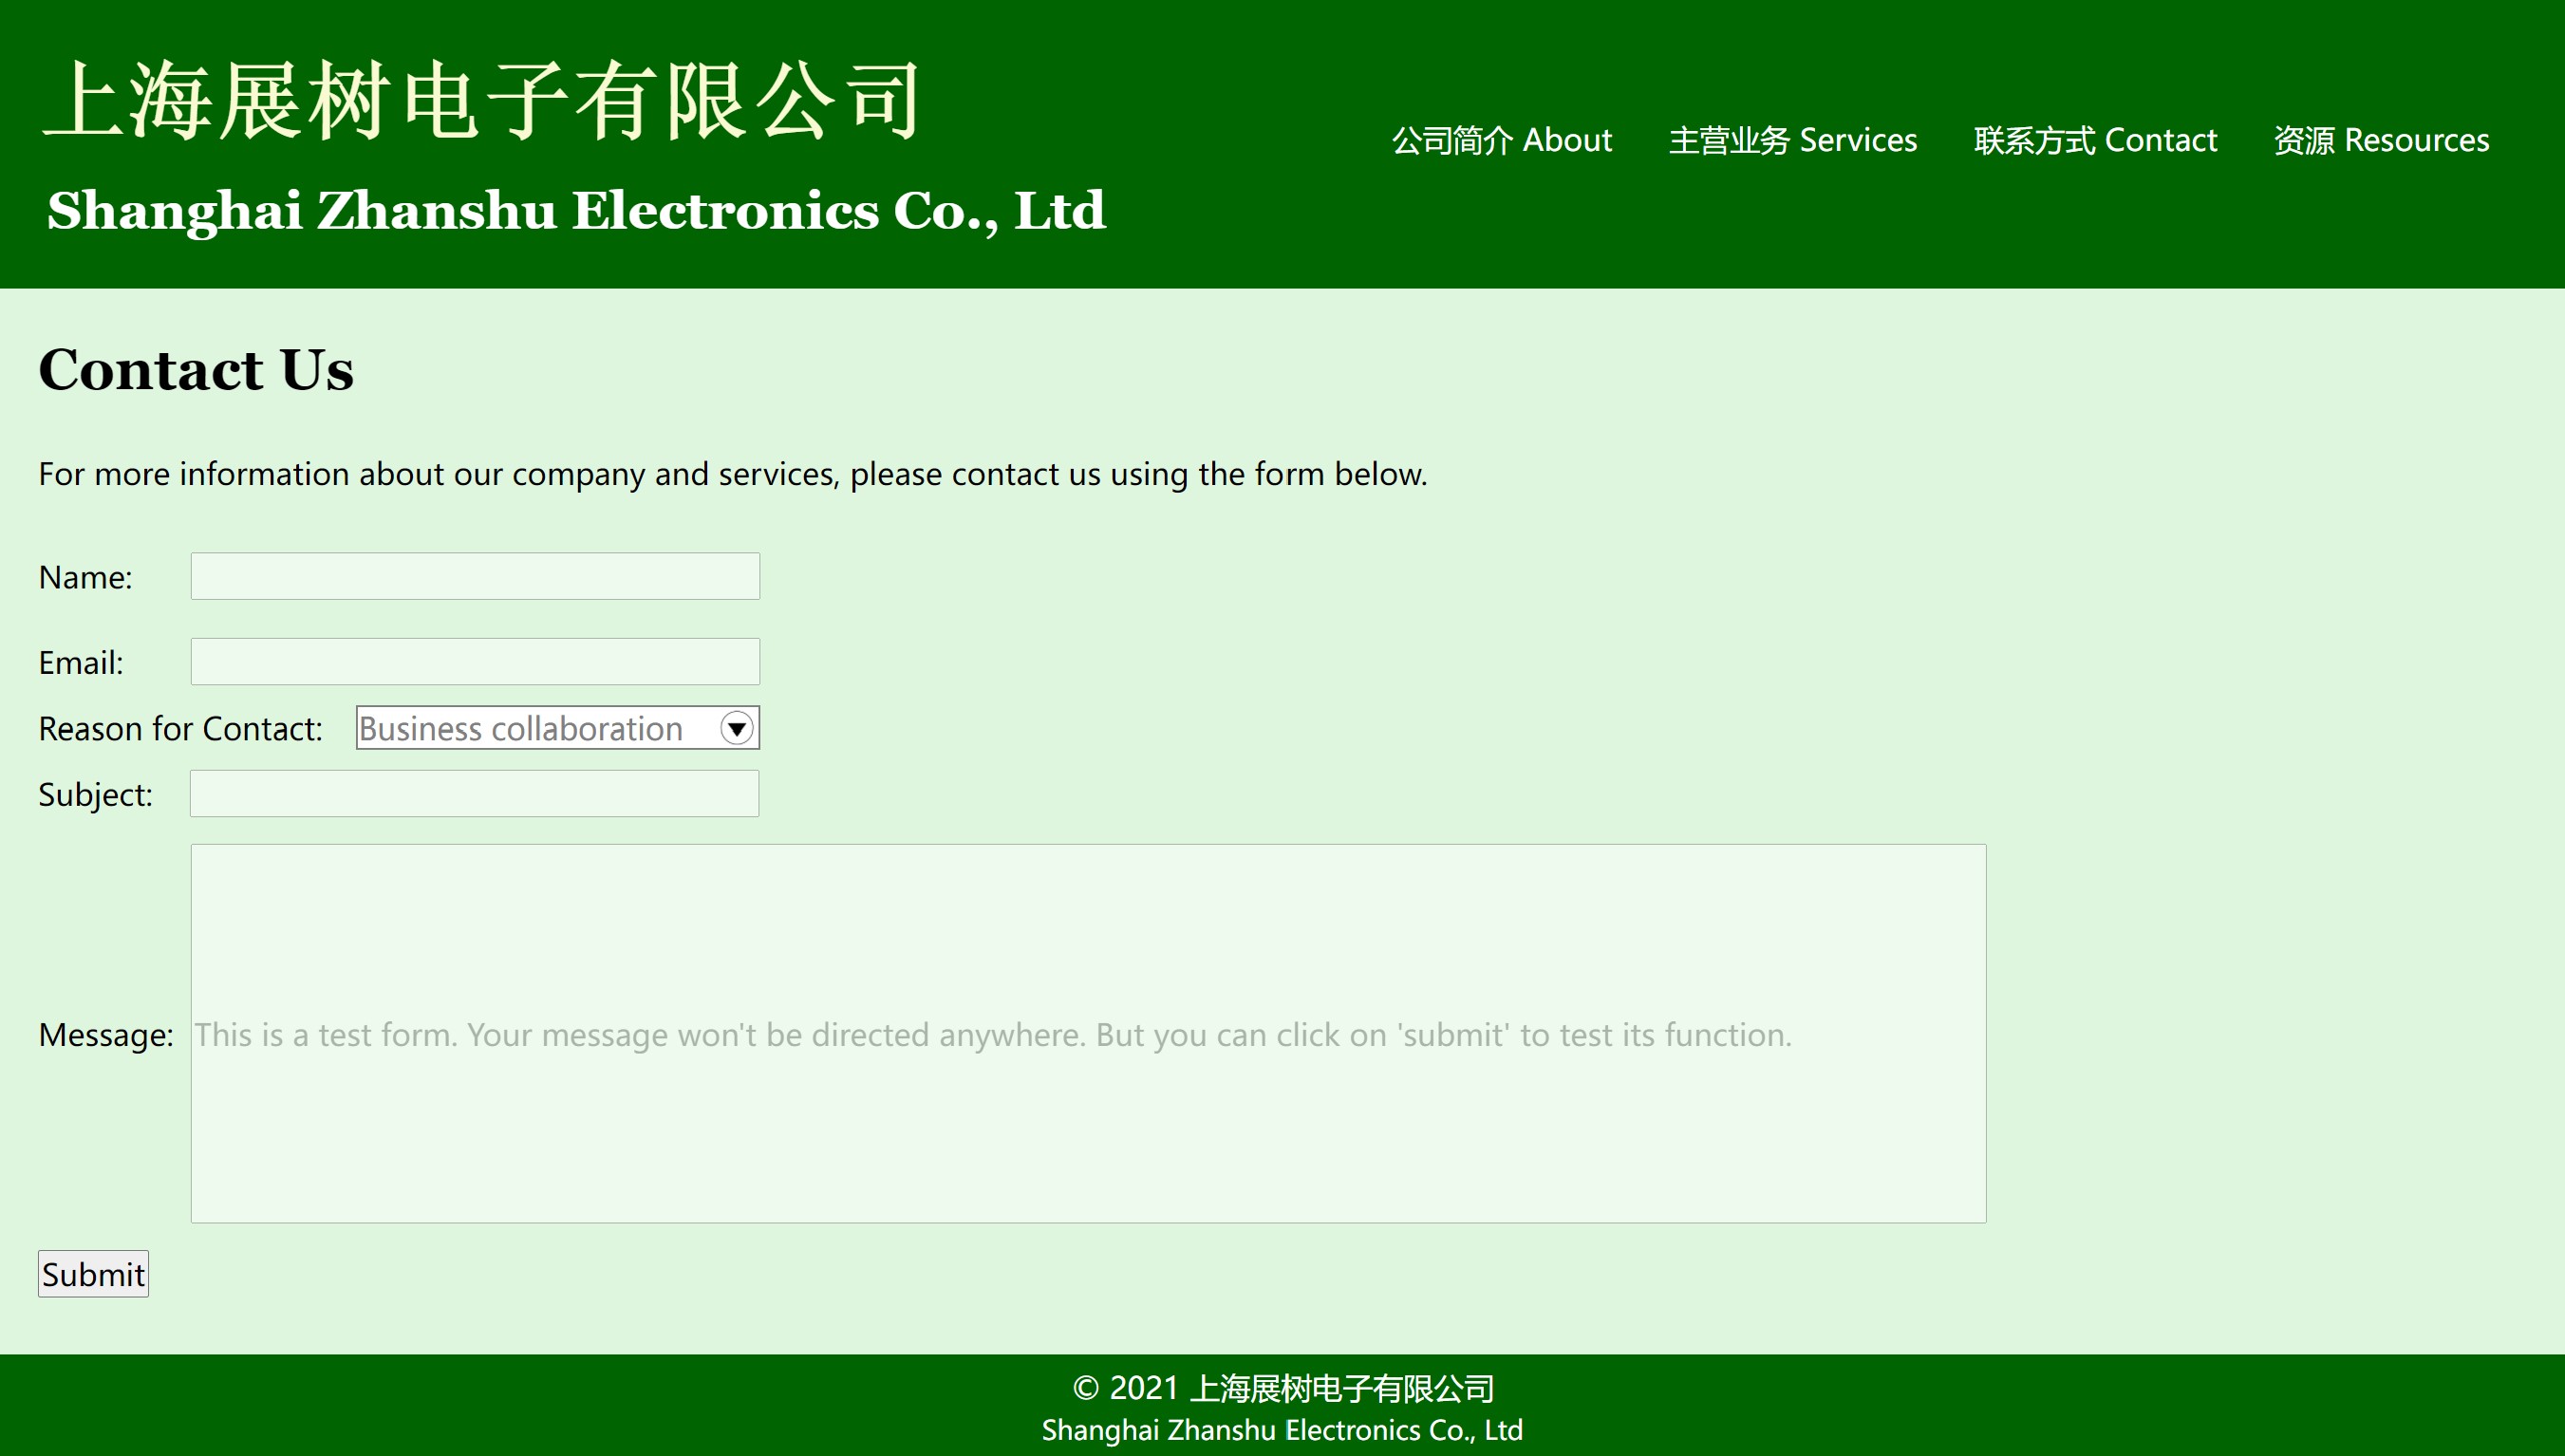 上海展树电子有限公司
Shanghai Zhanshu Electronics Co., Ltd
公司简介 About 主营业务 Services 联系方式 Contact 资源 Resources
Contact Us
For more information about our company and services, please contact us using the form below.
Name:
Email:
Reason for Contact: Business collaboration
Subject:
Message: This is a test form. Your message won't be directed anywhere. But you can click on 'submit' to test its function.
Submit
© 2021 上海展树电子有限公司
Shanghai Zhanshu Electronics Co., Ltd